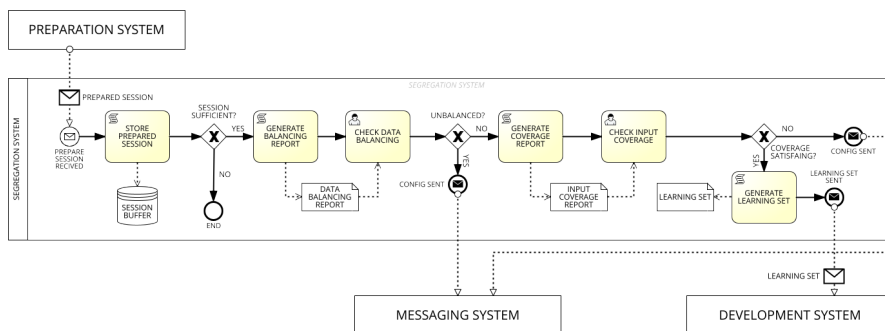 PREPARATION SYSTEM
SEGREGATION SYSTEM
SEGREGATION SYSTEM
PREPARED SESSION
PREPARE
SESSION
RECIVED
STORE
PREPARED
SESSION
SESSION
BUFFER
SESSION
SUFFICIENT?
YES
NO
END
GENERATE
BALANCING
REPORT
DATA
BALANCING
REPORT
CHECK DATA
BALANCING
UNBALANCED?
NO
YES
CONFIG SENT
GENERATE
COVERAGE
REPORT
INPUT
COVERAGE
REPORT
CHECK INPUT
COVERAGE
NO
COVERAGE
SATISFAING?
YES
CONFIG SENT
LEARNING SET
GENERATE
LEARNING SET
LEARNING SET
SENT
LEARNING SET
MESSAGING SYSTEM
DEVELOPMENT SYSTEM